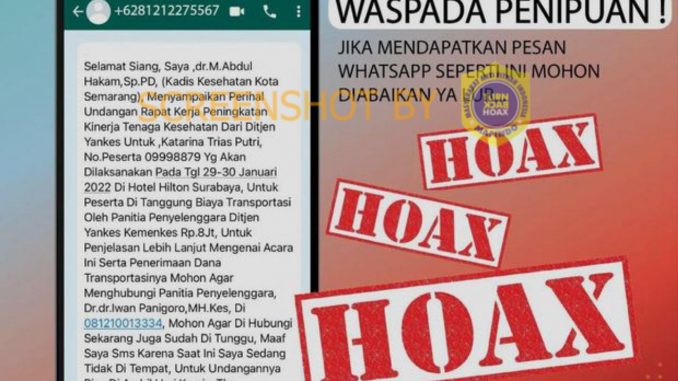 +6281212275567
Selamat Siang, Saya ,dr.M.Abdul
Hakam,Sp.PD, (Kadis Kesehatan Kota
Semarang), Menyampaikan Perihal
Undangan Rapat Kerja Peningkatan
Kinerja Tenaga Kesehatan Dari Ditjen
Yankes Untuk ,Katarina Trias Putri,
No.Peserta 09998879 Yg Akan
Dilaksanakan Pada Tgl 29-30 Januari
2022 Di Hotel Hilton Surabaya, Untuk
Peserta Di Tanggung Biaya Transportasi
Oleh Panitia Penyelenggara Ditjen
Yankes Kemenkes Rp.8Jt, Untuk
Penjelasan Lebih Lanjut Mengenai Acara
Ini Serta Penerimaan Dana
Transportasinya Mohon Agar
Menghubungi Panitia Penyelenggara,
Dr.dr.Iwan Panigoro,MH.Kes, Di
081210013334, Mohon Agar Di Hubungi
Sekarang Juga Sudah Di Tunggu, Maaf
Saya Sms Karena Saat Ini Saya Sedang
Tidak Di Tempat, Untuk Undangannya
WASPADA PENIPUAN !
JIKA MENDAPATKAN PESAN
WHATSAPP SEPERTI INI MOHON
DIABAIKAN YA
SCREENSHOT BY
TURN
BACK
HOAX
MAFINDO
HOAX
HOAX
HOAX